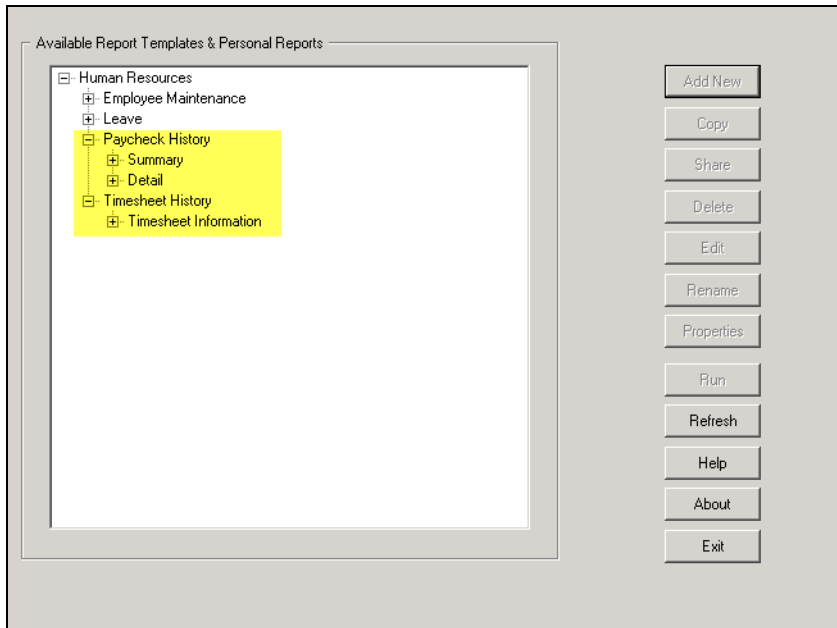 Available Report Templates & Personal Reports
Human Resources
Employee Maintenance
Leave
Paycheck History
Summary
Detail
Timesheet History
Timesheet Information
Add New
Copy
Share
Delete
Edit
Rename
Properties
Run
Refresh
Help
About
Exit